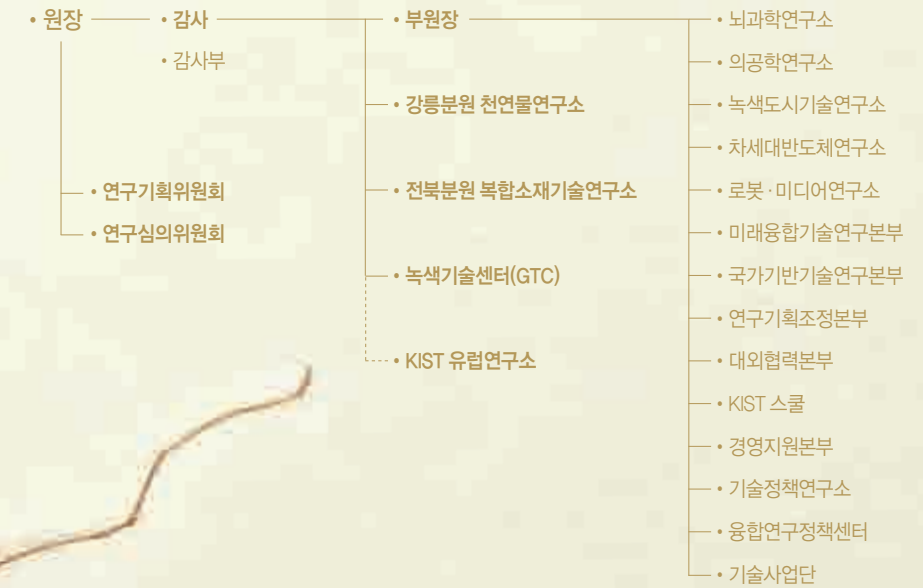 • 원장
• 감사
• 감사부
• 연구기획위원회
• 연구심의위원회
• 부원장
• 강릉분원 천연물연구소
• 전북분원 복합소재기술연구소
• 녹색기술센터(GTC)
• KIST 유럽연구소
• 뇌과학연구소
• 의공학연구소
• 녹색도시기술연구소
• 차세대반도체연구소
• 로봇·미디어연구소
• 미래융합기술연구본부
• 국가기반기술연구본부
• 연구기획조정본부
• 대외협력본부
• KIST 스쿨
• 경영지원본부
• 기술정책연구소
• 융합연구정책센터
• 기술사업단